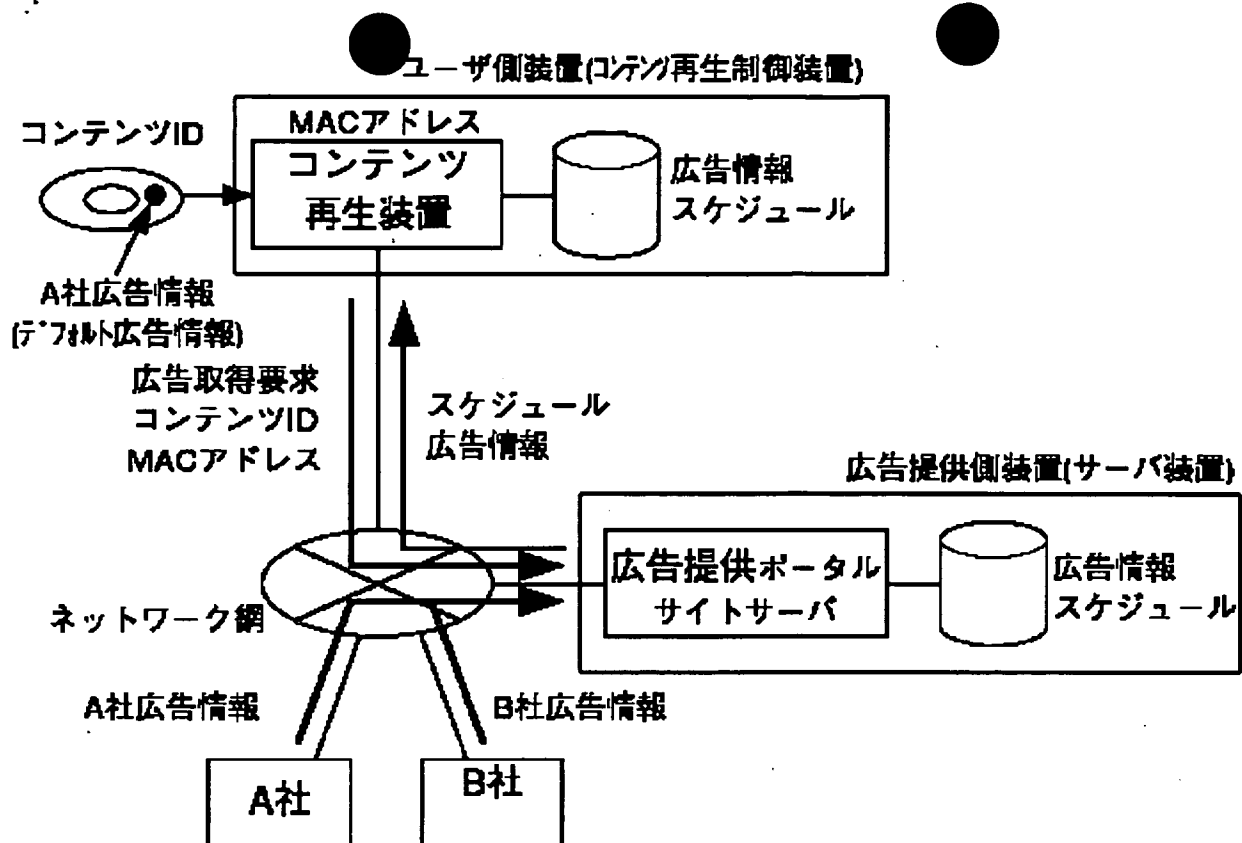 ユーザ側装置(コンテンツ再生制御装置)
MACアドレス
コンテンツID
コンテンツ
再生装置
広告情報
スケジュール
A社広告情報
(デフォルト広告情報)
広告取得要求
コンテンツID
MACアドレス
スケジュール
広告情報
広告提供側装置(サーバ装置)
広告提供ポータル
サイトサーバ
広告情報
スケジュール
ネットワーク網
A社広告情報
B社広告情報
A社
B社